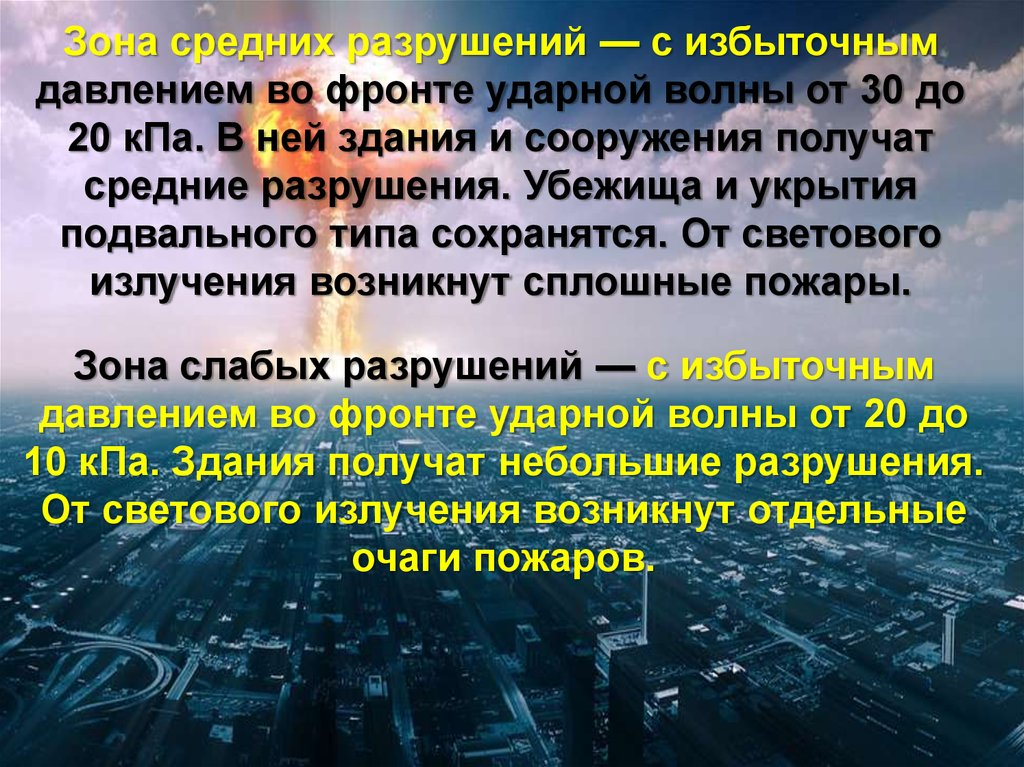 Зона средних разрушений — с избыточным
давлением во фронте ударной волны от 30 до
20 кПа. В ней здания и сооружения получат
средние разрушения. Убежища и укрытия
подвального типа сохранятся. От светового
излучения возникнут сплошные пожары.
Зона слабых разрушений — с избыточным
давлением во фронте ударной волны от 20 до
10 кПа. Здания получат небольшие разрушения.
От светового излучения возникнут отдельные
очаги пожаров.